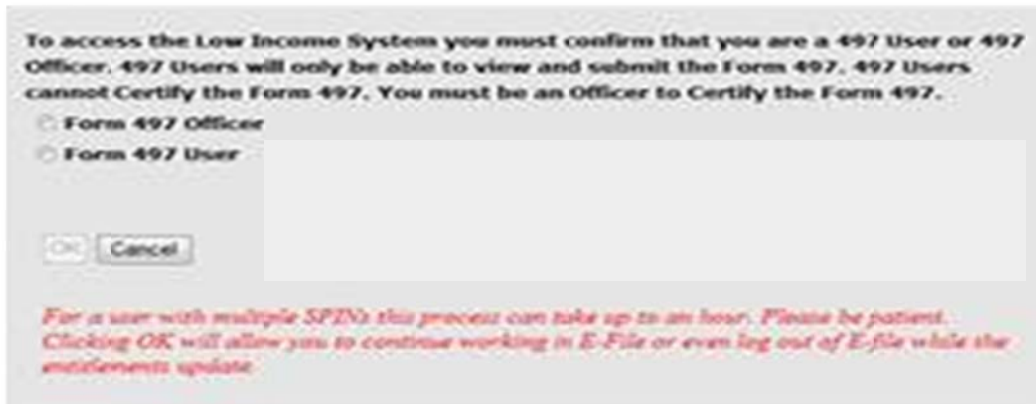 To access the Low Income System you must confirm that you are a 497 User or 497
Officer. 497 Users will only be able to view and submit the Form 497. 497 Users
cannot Certify the Form 497. You must be an Officer to Certify the Form 497.
Form 497 Officer
Form 497 User
OK Cancel
For a user with multiple SPINs this process can take up to an hour. Please be patient.
Clicking OK will allow you to continue working in E-File or even log out of E-file while the
entitlements update